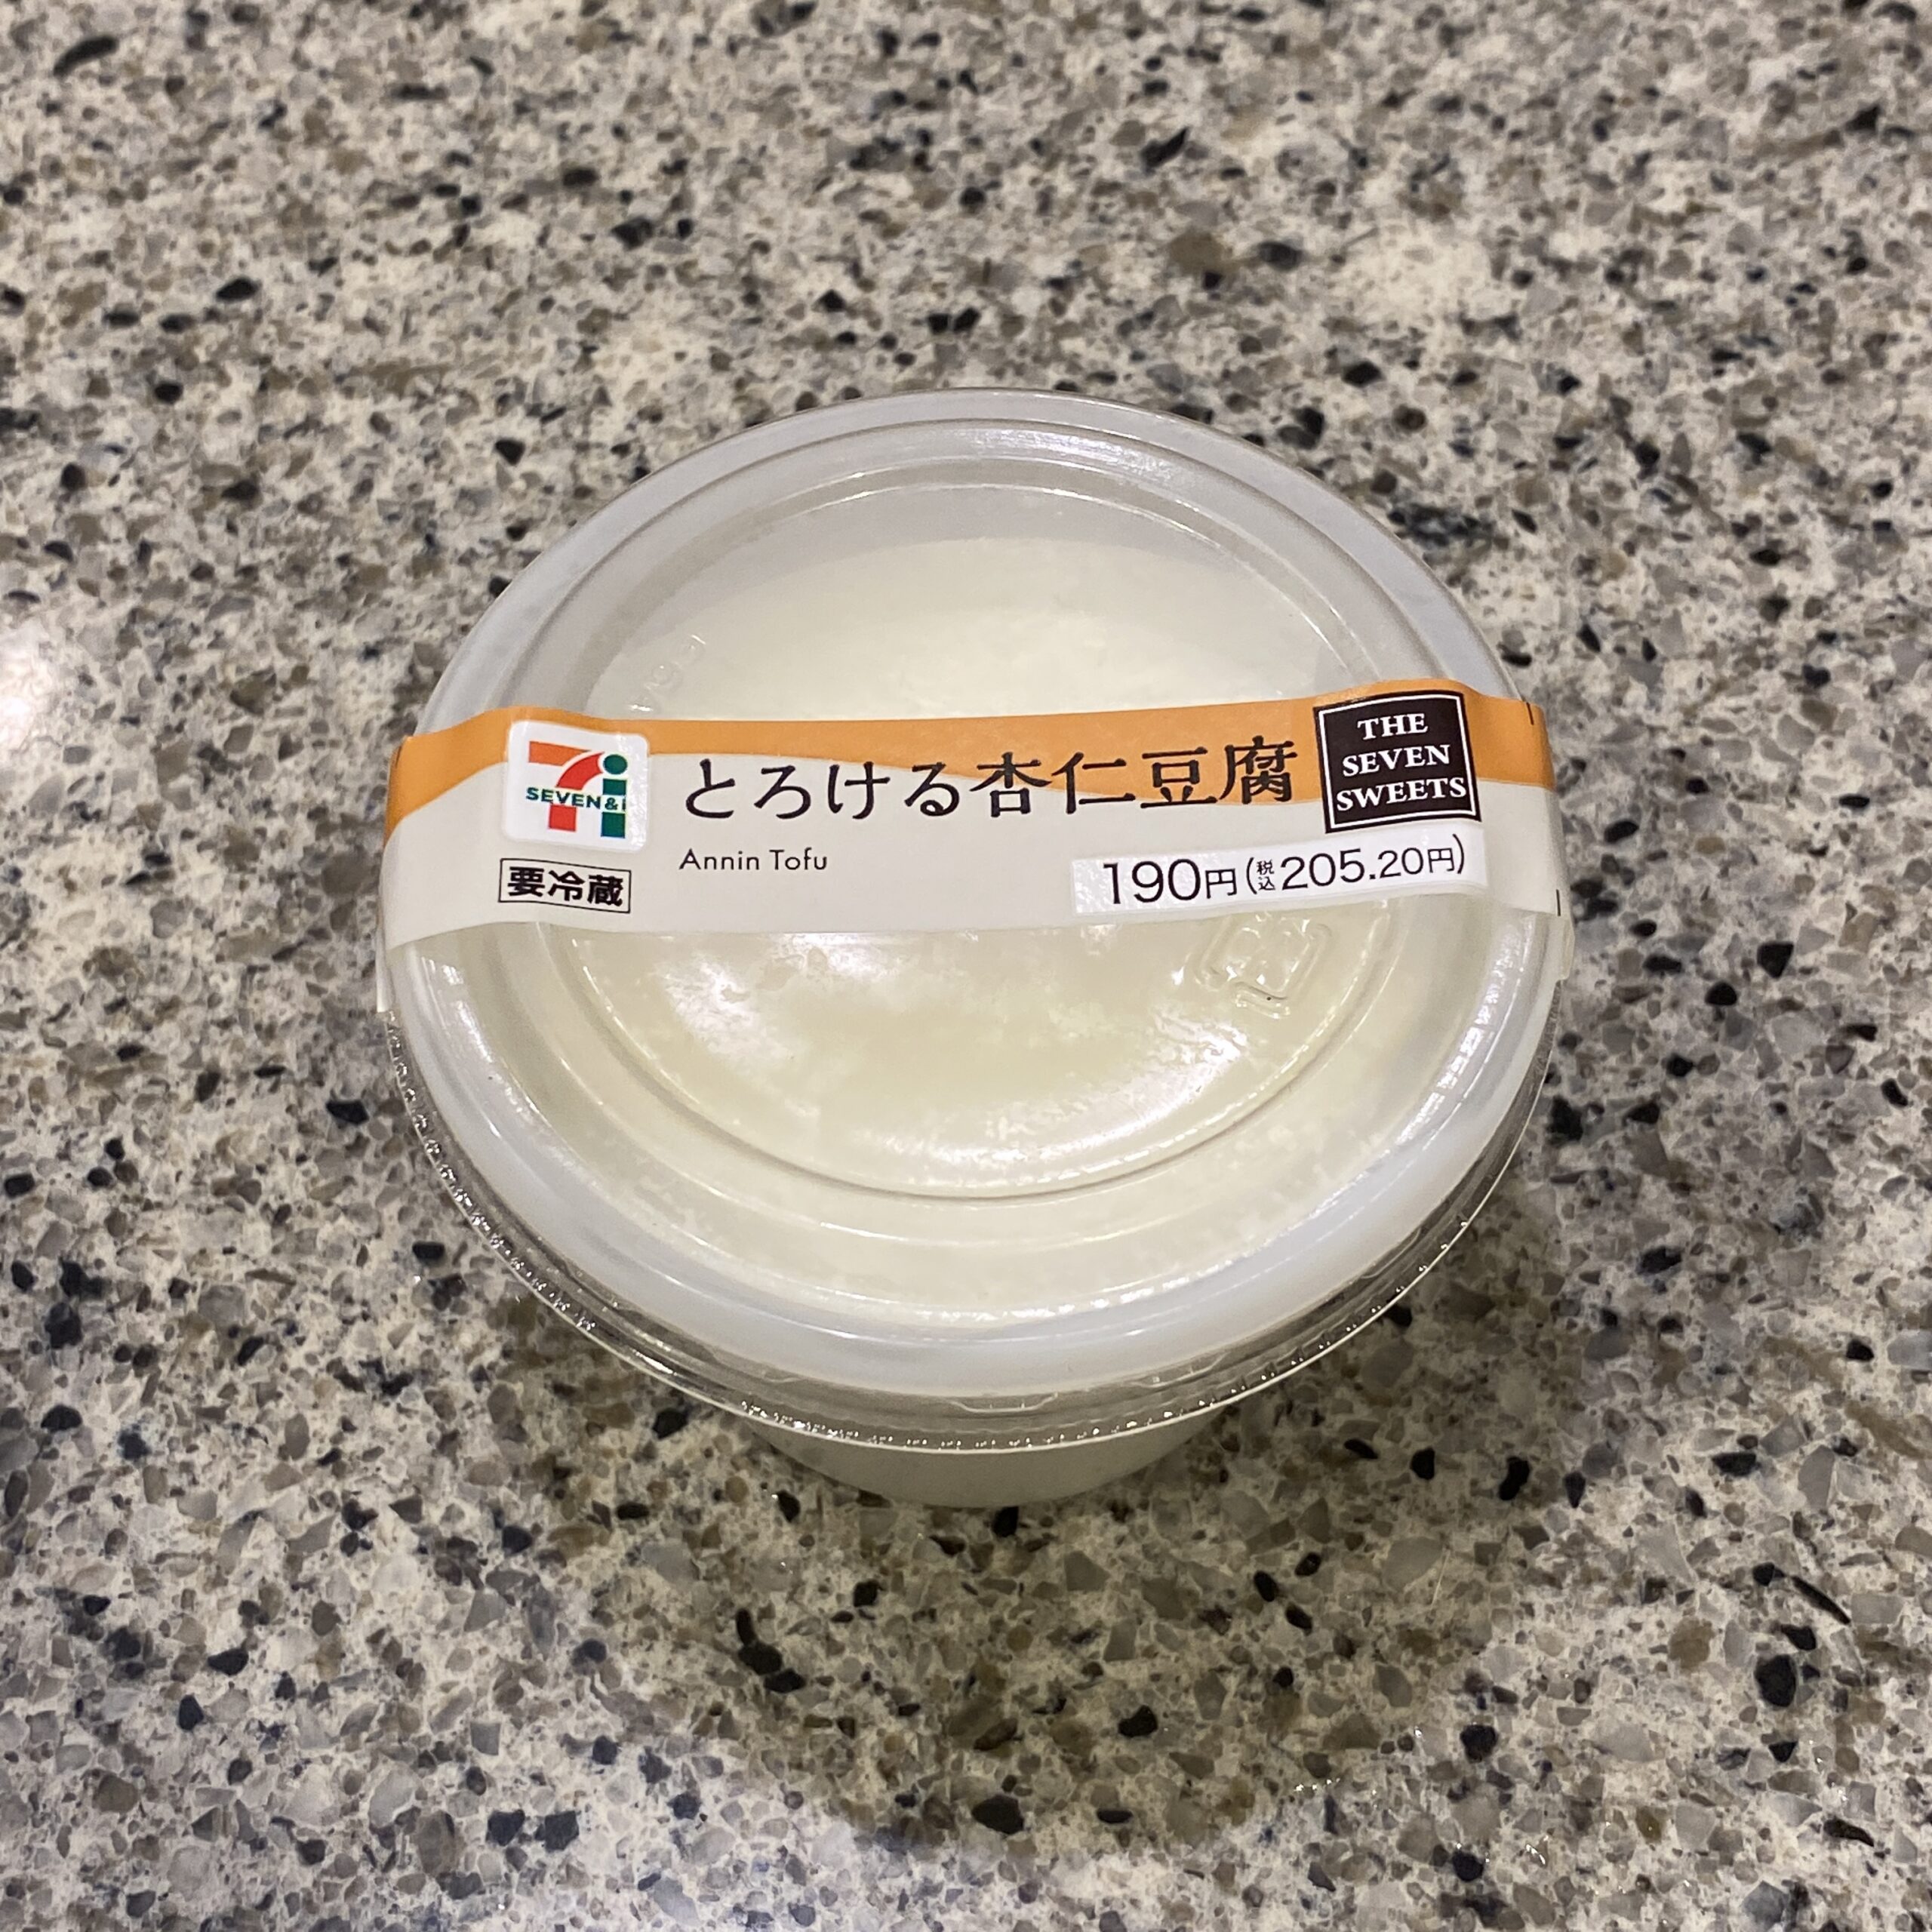 7i
SEVEN&i
とろける杏仁豆腐
THE
SEVEN
SWEETS
Annin Tofu
要冷蔵
190円(税込205.20円)